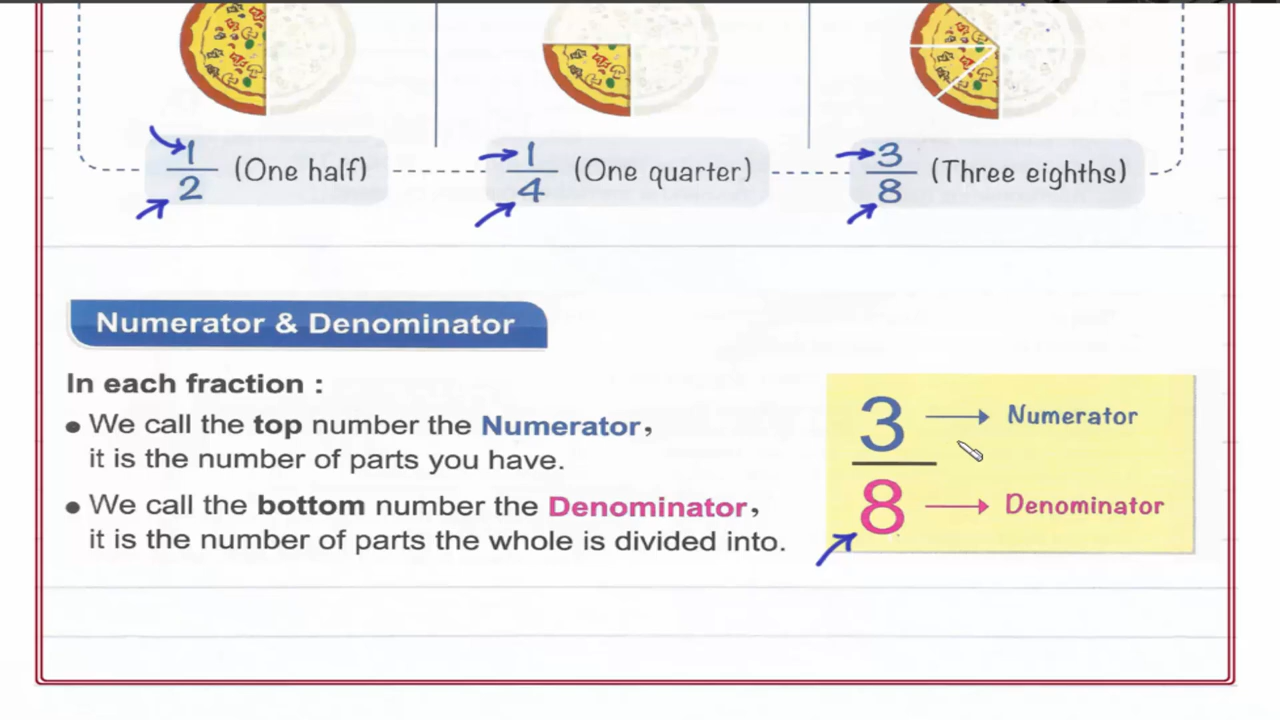 1/2 (One half)
1/4 (One quarter)
3/8 (Three eighths)
Numerator & Denominator
In each fraction :
• We call the top number the Numerator,
it is the number of parts you have.
• We call the bottom number the Denominator,
it is the number of parts the whole is divided into.
3 → Numerator
8 → Denominator